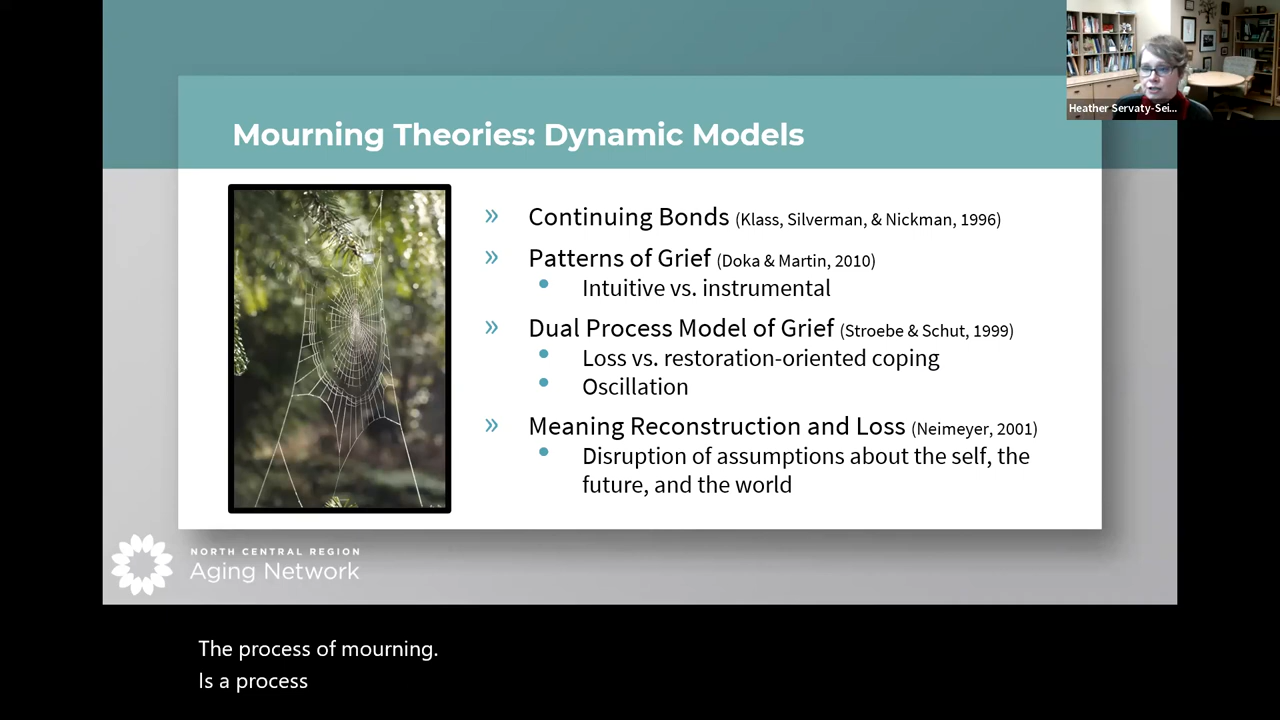 Heather Servaty-Sei...
Mourning Theories: Dynamic Models
» Continuing Bonds (Klass, Silverman, & Nickman, 1996)
» Patterns of Grief (Doka & Martin, 2010)
• Intuitive vs. instrumental
» Dual Process Model of Grief (Stroebe & Schut, 1999)
• Loss vs. restoration-oriented coping
• Oscillation
» Meaning Reconstruction and Loss (Neimeyer, 2001)
• Disruption of assumptions about the self, the
future, and the world
NORTH CENTRAL REGION
Aging Network
The process of mourning.
Is a process